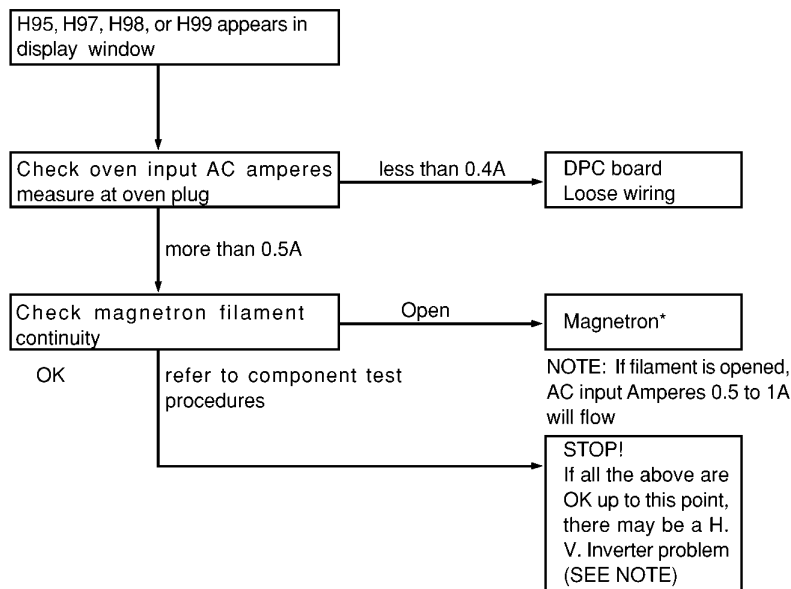 H95, H97, H98, or H99 appears in
display window
Check oven input AC amperes
measure at oven plug
less than 0.4A
DPC board
Loose wiring
more than 0.5A
Check magnetron filament
continuity
Open
Magnetron*
NOTE: If filament is opened,
AC input Amperes 0.5 to 1A
will flow
OK
refer to component test
procedures
STOP!
If all the above are
OK up to this point,
there may be a H.
V. Inverter problem
(SEE NOTE)